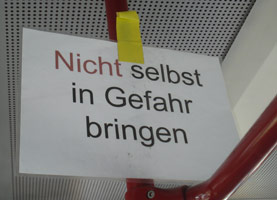 Nicht selbst
in Gefahr
bringen